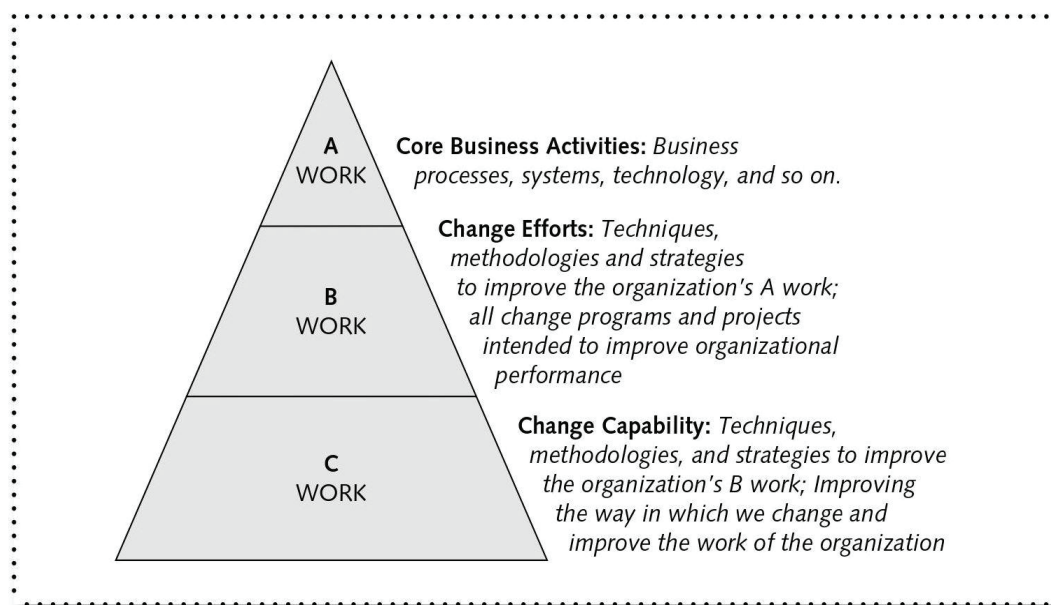 A
WORK
Core Business Activities: Business
processes, systems, technology, and so on.
B
WORK
Change Efforts: Techniques,
methodologies and strategies
to improve the organization's A work;
all change programs and projects
intended to improve organizational
performance
C
WORK
Change Capability: Techniques,
methodologies, and strategies to improve
the organization's B work; Improving
the way in which we change and
improve the work of the organization